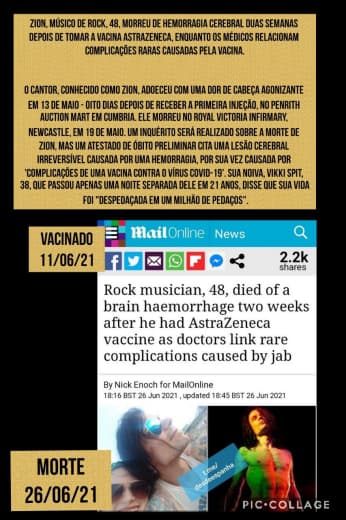 ZION, MÚSICO DE ROCK, 48, MORREU DE HEMORRAGIA CEREBRAL DUAS SEMANAS
DEPOIS DE TOMAR A VACINA ASTRAZENECA, ENQUANTO OS MÉDICOS RELACIONAM
COMPLICAÇÕES RARAS CAUSADAS PELA VACINA.
O CANTOR, CONHECIDO COMO ZION, ADOECEU COM UMA DOR DE CABEÇA AGONIZANTE
EM 13 DE MAIO - OITO DIAS DEPOIS DE RECEBER A PRIMEIRA INJEÇÃO, NO PENRITH
AUCTION MART EM CUMBRIA. ELE MORREU NO ROYAL VICTORIA INFIRMARY,
NEWCASTLE, EM 19 DE MAIO. UM INQUÉRITO SERÁ REALIZADO SOBRE A MORTE DE
ZION, MAS UM ATESTADO DE ÓBITO PRELIMINAR CITA UMA LESÃO CEREBRAL
IRREVERSÍVEL CAUSADA POR UMA HEMORRAGIA, POR SUA VEZ CAUSADA POR
'COMPLICAÇÕES DE UMA VACINA CONTRA O VÍRUS COVID-19'. SUA NOIVA, VIKKI SPIT,
38, QUE PASSOU APENAS UMA NOITE SEPARADA DELE EM 21 ANOS, DISSE QUE SUA VIDA
FOI "DESPEDAÇADA EM UM MILHÃO DE PEDAÇOS".
VACINADO
11/06/21
Mail Online News
2.2k
shares
Rock musician, 48, died of a
brain haemorrhage two weeks
after he had AstraZeneca
vaccine as doctors link rare
complications caused by jab
By Nick Enoch for MailOnline
18:16 BST 26 Jun 2021 , updated 18:45 BST 26 Jun 2021
MORTE
26/06/21
t.me/
desdeespanha
PIC•COLLAGE